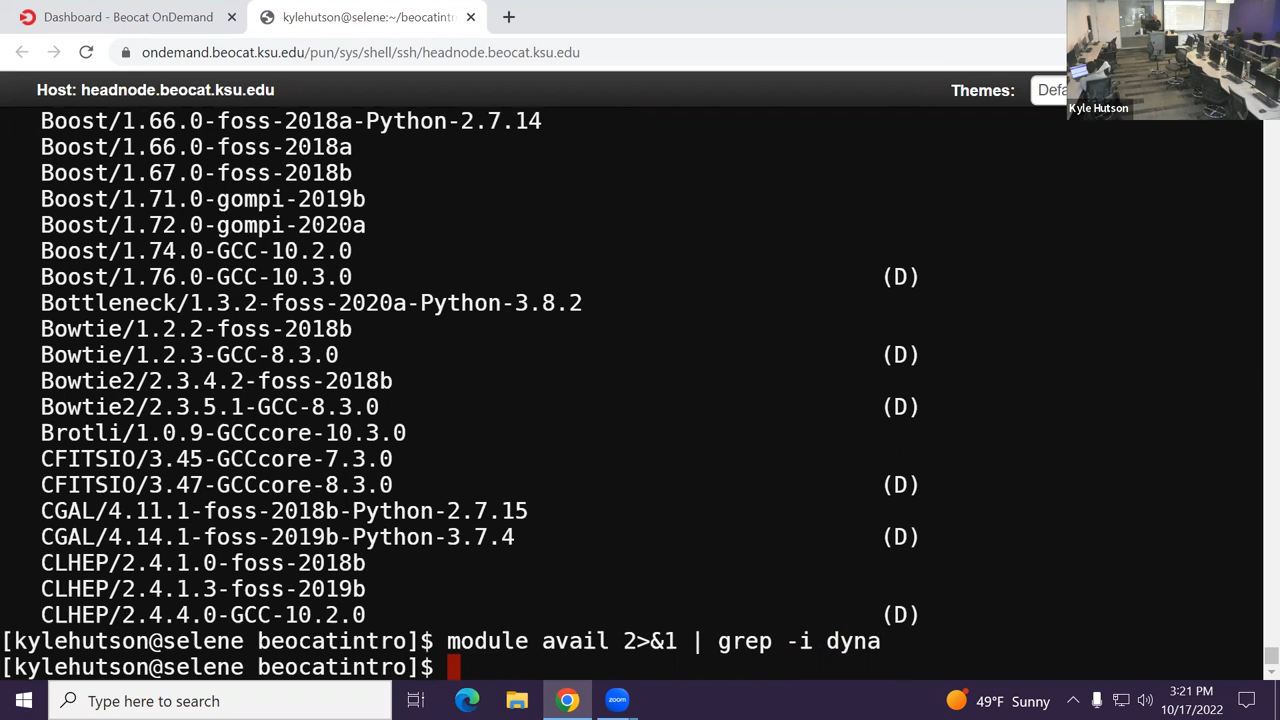 Dashboard - Beocat OnDemand
kylehutson@selene:~/beocatintro
ondemand.beocat.ksu.edu/pun/sys/shell/ssh/headnode.beocat.ksu.edu
Host: headnode.beocat.ksu.edu
Themes:
Defa
Kyle Hutson
Boost/1.66.0-foss-2018a-Python-2.7.14
Boost/1.66.0-foss-2018a
Boost/1.67.0-foss-2018b
Boost/1.71.0-gompi-2019b
Boost/1.72.0-gompi-2020a
Boost/1.74.0-GCC-10.2.0
Boost/1.76.0-GCC-10.3.0 (D)
Bottleneck/1.3.2-foss-2020a-Python-3.8.2
Bowtie/1.2.2-foss-2018b
Bowtie/1.2.3-GCC-8.3.0 (D)
Bowtie2/2.3.4.2-foss-2018b
Bowtie2/2.3.5.1-GCC-8.3.0 (D)
Brotli/1.0.9-GCCcore-10.3.0
CFITSIO/3.45-GCCcore-7.3.0
CFITSIO/3.47-GCCcore-8.3.0 (D)
CGAL/4.11.1-foss-2018b-Python-2.7.15
CGAL/4.14.1-foss-2019b-Python-3.7.4 (D)
CLHEP/2.4.1.0-foss-2018b
CLHEP/2.4.1.3-foss-2019b
CLHEP/2.4.4.0-GCC-10.2.0 (D)
[kylehutson@selene beocatintro]$ module avail 2>&1 | grep -i dyna
[kylehutson@selene beocatintro]$
Type here to search
zoom
49°F Sunny
3:21 PM
10/17/2022